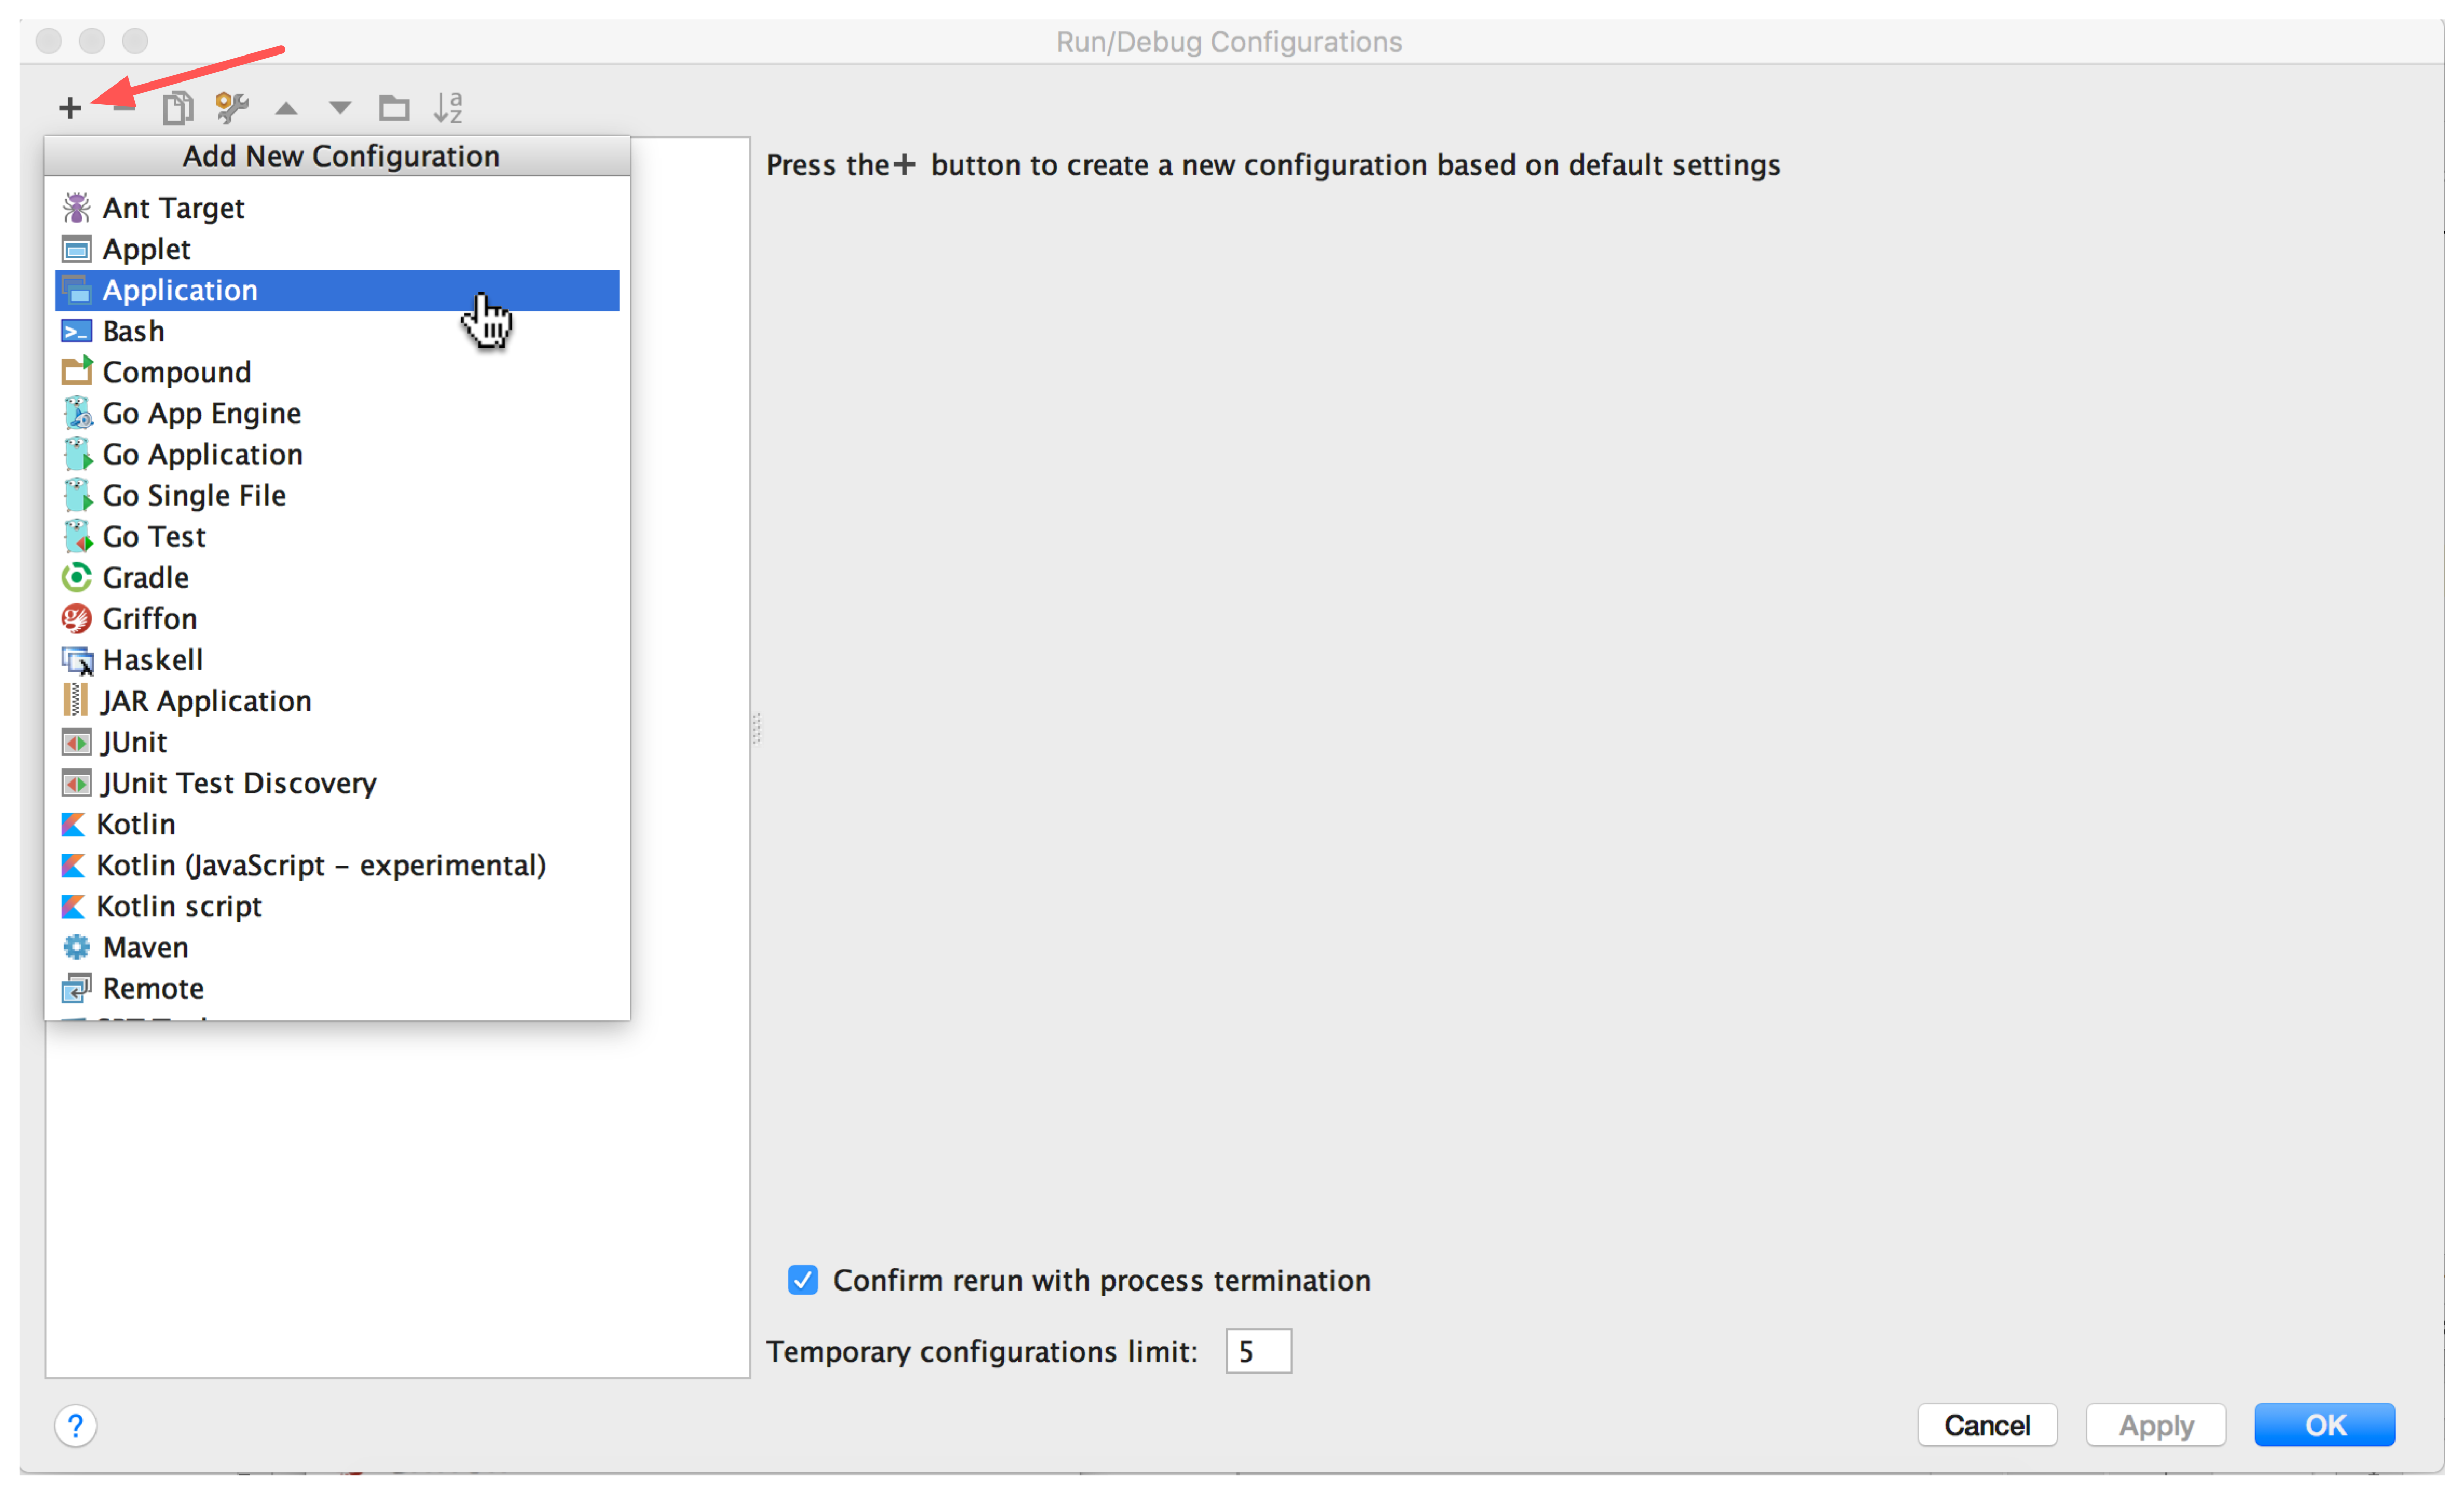 Run/Debug Configurations
Add New Configuration
Press the + button to create a new configuration based on default settings
Ant Target
Applet
Application
Bash
Compound
Go App Engine
Go Application
Go Single File
Go Test
Gradle
Griffon
Haskell
JAR Application
JUnit
JUnit Test Discovery
Kotlin
Kotlin (JavaScript – experimental)
Kotlin script
Maven
Remote
Confirm rerun with process termination
Temporary configurations limit: 5
? Cancel Apply OK